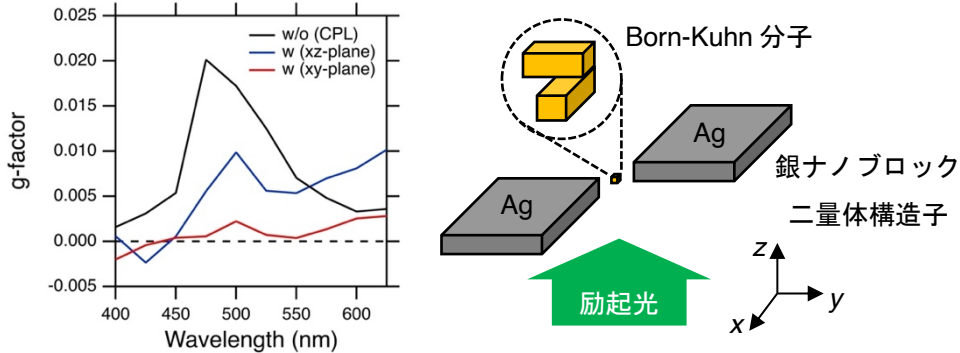 0.025
0.020
0.015
0.010
0.005
0.000
-0.005
g-factor
400
450
500
550
600
Wavelength (nm)
w/o (CPL)
w (xz-plane)
w (xy-plane)
Born-Kuhn 分子
Ag
Ag
銀ナノブロック
二量体構造子
励起光
z
y
x